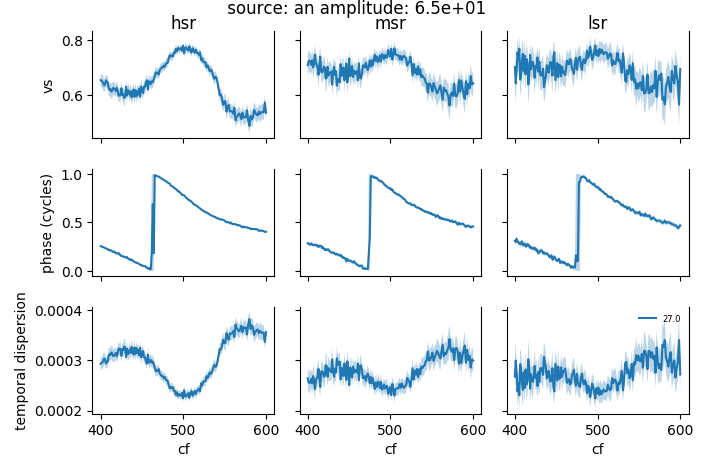 source: an amplitude: 6.5e+01
hsr
msr
lsr
vs
0.8
0.6
phase (cycles)
1.0
0.5
0.0
temporal dispersion
0.0004
0.0003
0.0002
27.0
400 500 600
400 500 600
400 500 600
cf
cf
cf